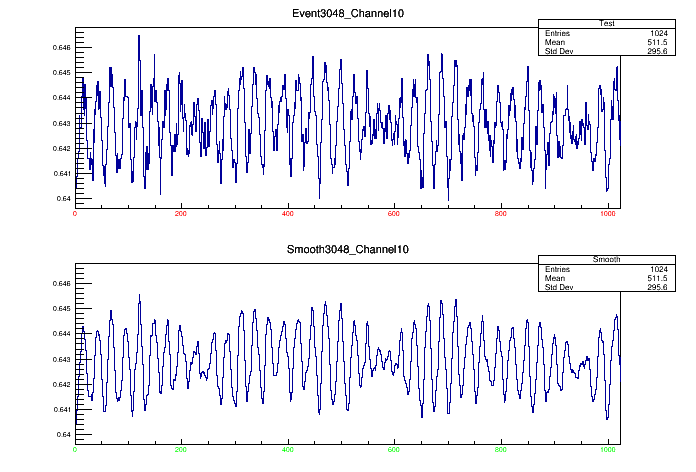 Event3048_Channel10
Test
Entries 1024
Mean 511.5
Std Dev 295.6
0.646
0.645
0.644
0.643
0.642
0.641
0.64
0 200 400 600 800 1000
Smooth3048_Channel10
Smooth
Entries 1024
Mean 511.5
Std Dev 295.6
0.646
0.645
0.644
0.643
0.642
0.641
0.64
0 200 400 600 800 1000